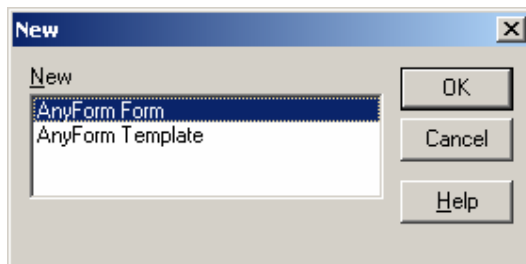 New
New
AnyForm Form
AnyForm Template
OK
Cancel
Help